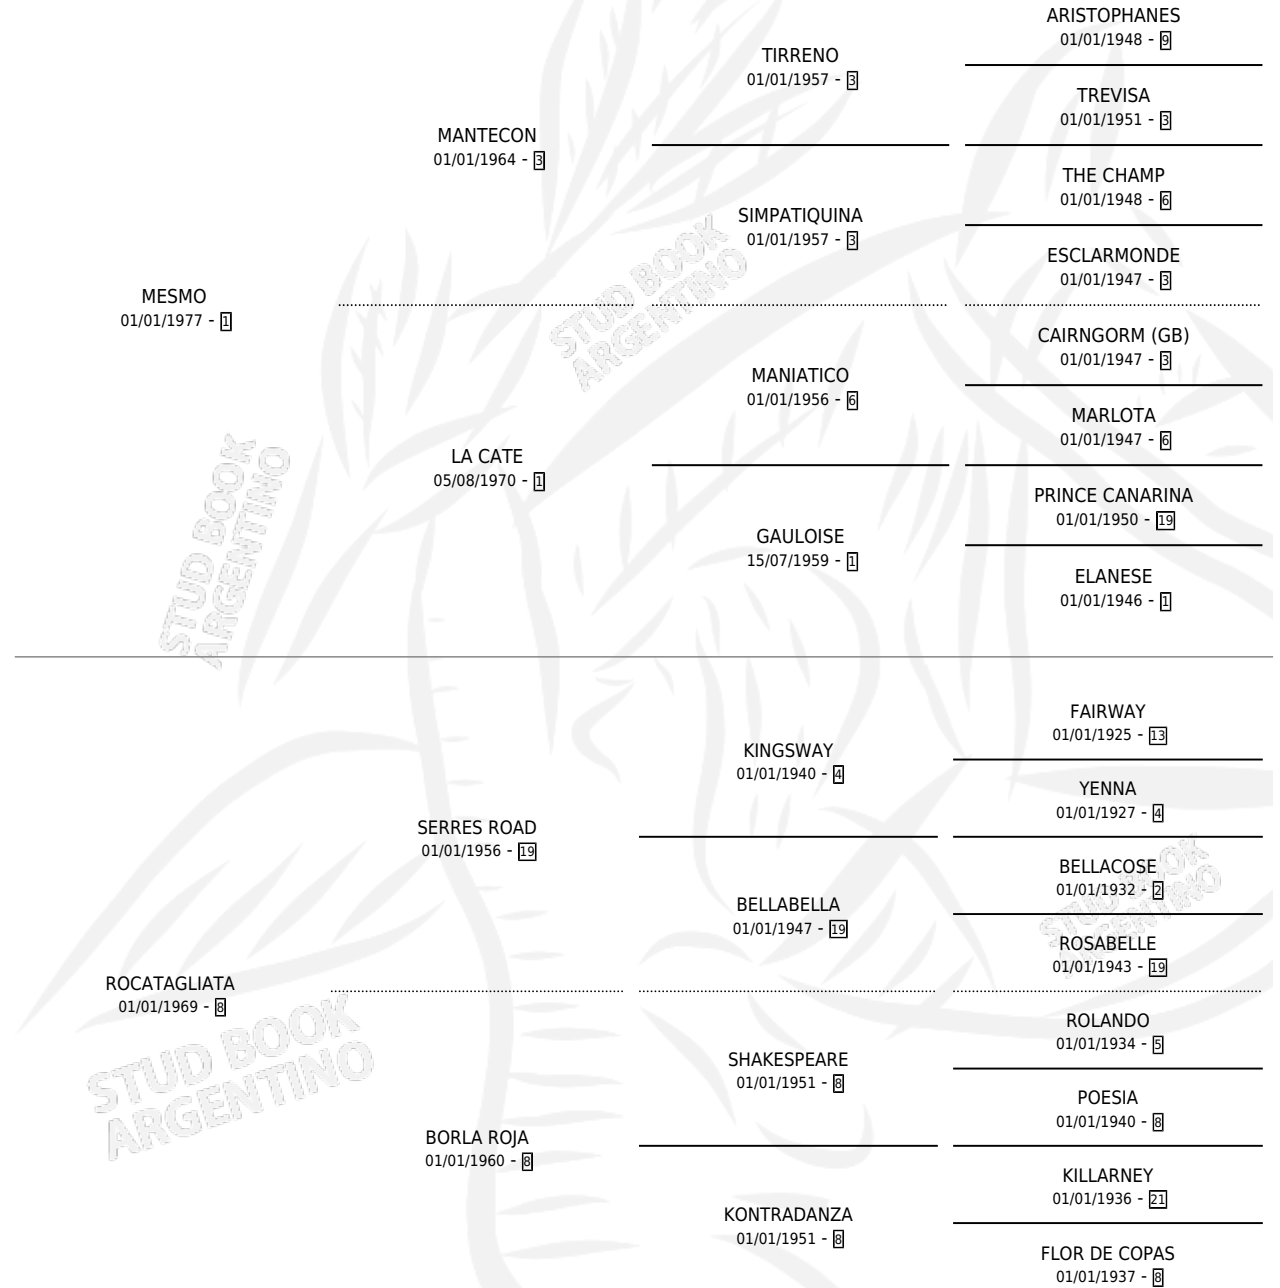 ARISTOPHANES
01/01/1948 - 9
TIRRENO
01/01/1957 - 3
TREVISA
01/01/1951 - 3
MANTECON
01/01/1964 - 3
THE CHAMP
01/01/1948 - 6
SIMPATIQUINA
01/01/1957 - 3
ESCLARMONDE
01/01/1947 - 3
MESMO
01/01/1977 - 1
STUD BOOK
ARGENTINO
CAIRNGORM (GB)
01/01/1947 - 3
MANIATICO
01/01/1956 - 6
MARLOTA
01/01/1947 - 6
LA CATE
05/08/1970 - 1
PRINCE CANARINA
01/01/1950 - 19
GAULOISE
15/07/1959 - 1
ELANESE
01/01/1946 - 1
STUD BOOK
ARGENTINO
FAIRWAY
01/01/1925 - 13
KINGSWAY
01/01/1940 - 4
YENNA
01/01/1927 - 4
SERRES ROAD
01/01/1956 - 19
BELLACOSE
01/01/1932 - 2
BELLABELLA
01/01/1947 - 19
ROSABELLE
01/01/1943 - 19
STUD BOOK
ARGENTINO
ROCATAGLIATA
01/01/1969 - 8
ROLANDO
01/01/1934 - 5
SHAKESPEARE
01/01/1951 - 8
POESIA
01/01/1940 - 8
STUD BOOK
ARGENTINO
BORLA ROJA
01/01/1960 - 8
KILLARNEY
01/01/1936 - 21
KONTRADANZA
01/01/1951 - 8
FLOR DE COPAS
01/01/1937 - 8